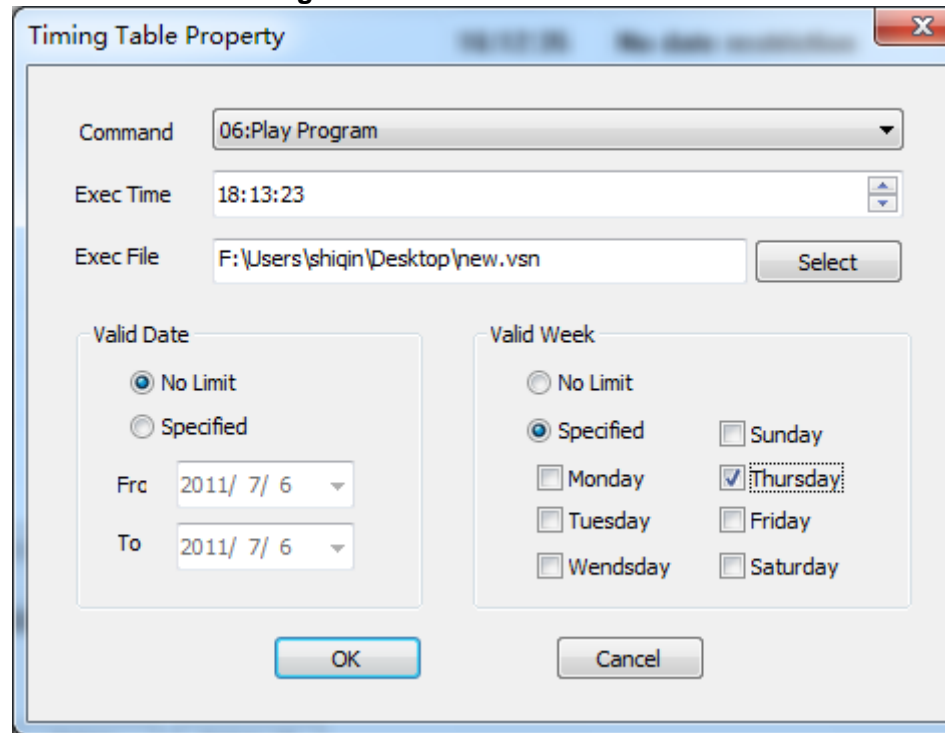 Timing Table Property
Command 06:Play Program
Exec Time 18:13:23
Exec File F:\Users\shiqin\Desktop\new.vsn Select
Valid Date
No Limit
Specified
Fro 2011/ 7/ 6
To 2011/ 7/ 6
Valid Week
No Limit
Specified Sunday
Monday Thursday
Tuesday Friday
Wendsday Saturday
OK Cancel